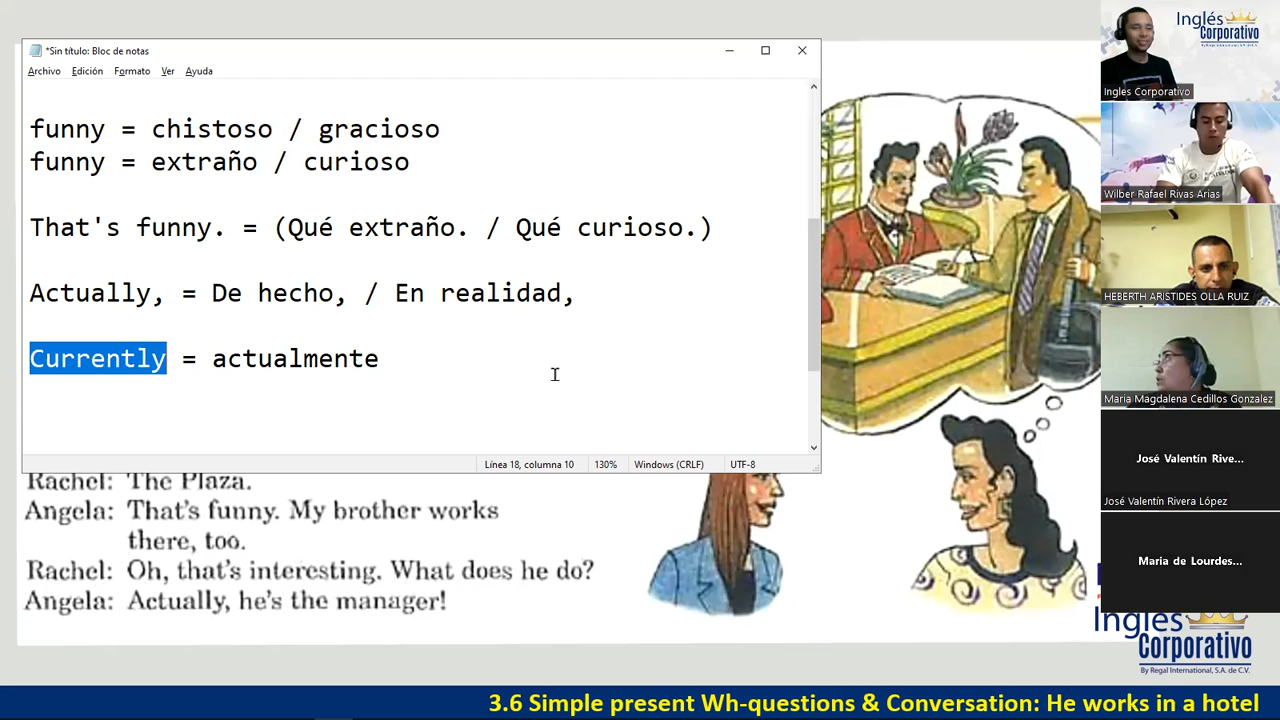 *Sin título: Bloc de notas
Archivo Edición Formato Ver Ayuda
funny = chistoso / gracioso
funny = extraño / curioso
That's funny. = (Qué extraño. / Qué curioso.)
Actually, = De hecho, / En realidad,
Currently = actualmente
Línea 18, columna 10 130% Windows (CRLF) UTF-8
Rachel: The Plaza.
Angela: That's funny. My brother works
there, too.
Rachel: Oh, that's interesting. What does he do?
Angela: Actually, he's the manager!
Inglés
Corporativo
By Regal International, S.A. de C.V.
Ingles Corporativo
Wilber Rafael Rivas Arias
HEBERTH ARISTIDES OLLA RUIZ
Maria Magdalena Cedillos Gonzalez
José Valentín Rive...
José Valentín Rivera López
Maria de Lourdes...
Inglés
Corporativo
By Regal International, S.A. de C.V.
3.6 Simple present Wh-questions & Conversation: He works in a hotel